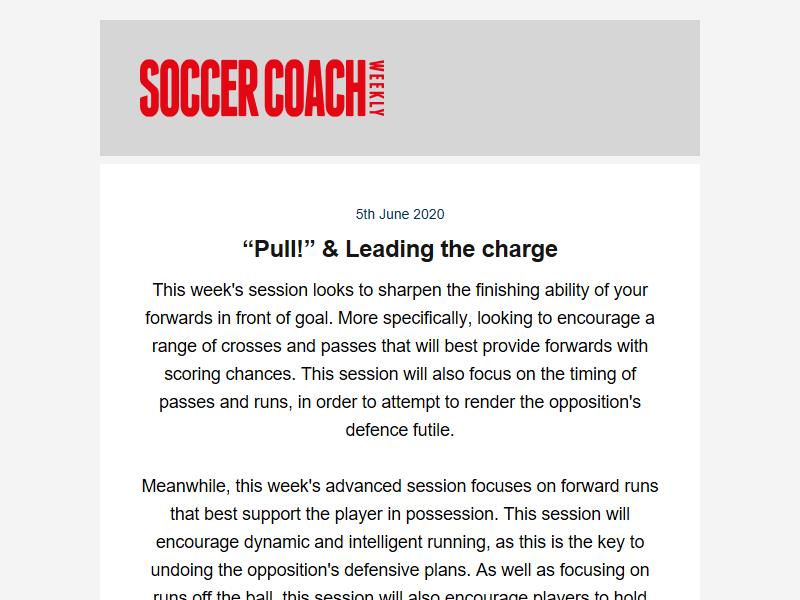 SOCCER COACH WEEKLY
5th June 2020
“Pull!” & Leading the charge
This week's session looks to sharpen the finishing ability of your
forwards in front of goal. More specifically, looking to encourage a
range of crosses and passes that will best provide forwards with
scoring chances. This session will also focus on the timing of
passes and runs, in order to attempt to render the opposition's
defence futile.
Meanwhile, this week's advanced session focuses on forward runs
that best support the player in possession. This session will
encourage dynamic and intelligent running, as this is the key to
undoing the opposition's defensive plans. As well as focusing on
runs off the ball, this session will also encourage players to hold